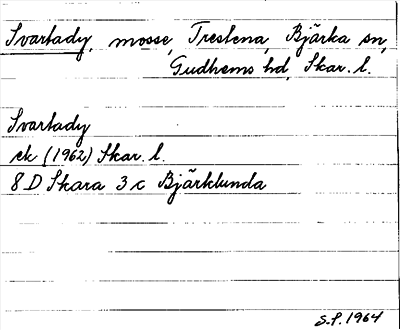 Svartady, mosse, Trestena, Bjärka sn,
Gudhems hd, Skar. l.
Svartady
ek (1962) Skar. l.
8 D Skara 3 c Bjärklunda
S.P. 1964